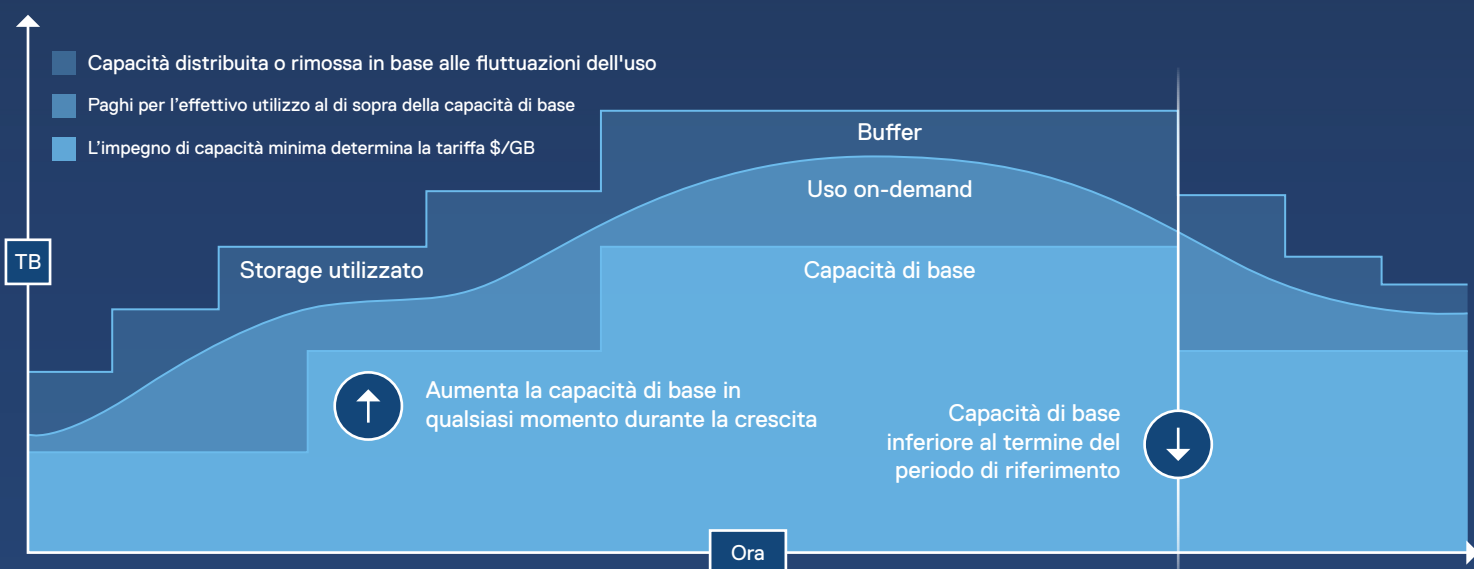 Capacità distribuita o rimossa in base alle fluttuazioni dell'uso
Paghi per l’effettivo utilizzo al di sopra della capacità di base
L’impegno di capacità minima determina la tariffa $/GB
Buffer
Uso on-demand
TB
Storage utilizzato
Capacità di base
Aumenta la capacità di base in
qualsiasi momento durante la crescita
Capacità di base
inferiore al termine del
periodo di riferimento
Ora